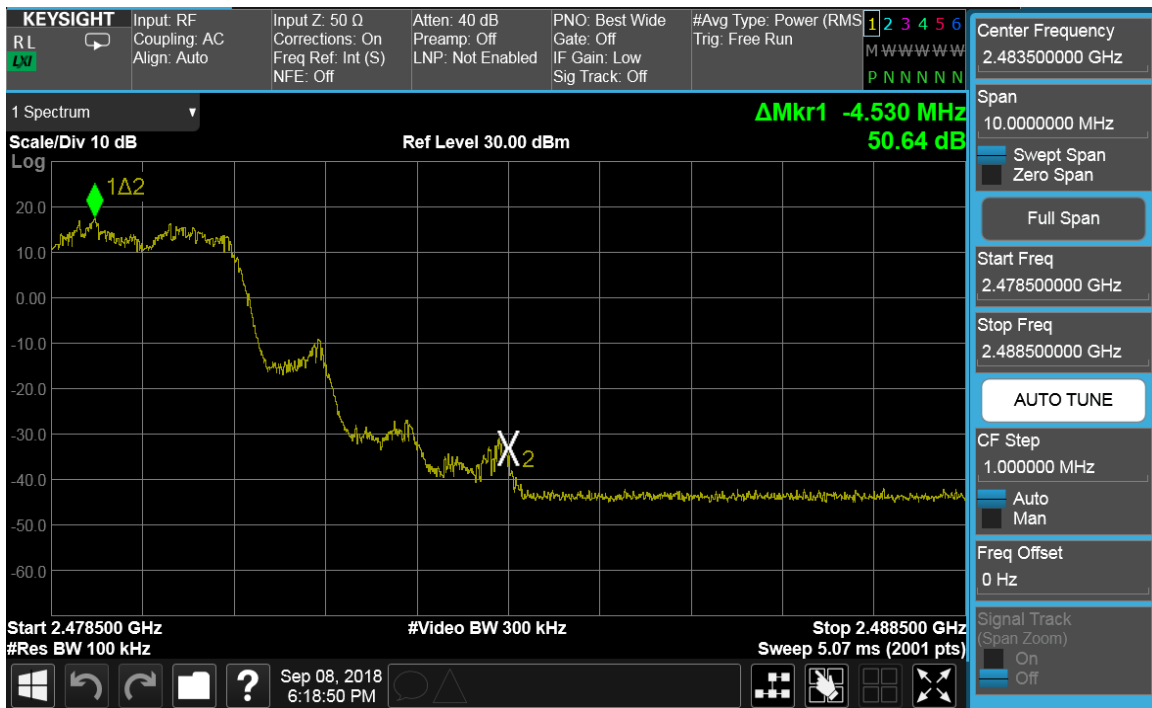 KEYSIGHT Input: RF Input Z: 50 Ω Atten: 40 dB PNO: Best Wide #Avg Type: Power (RMS 1 2 3 4 5 6
RL Coupling: AC Corrections: On Preamp: Off Gate: Off Trig: Free Run M W W W W W
LXI Align: Auto Freq Ref: Int (S) LNP: Not Enabled IF Gain: Low
NFE: Off Sig Track: Off P N N N N N
1 Spectrum
ΔMkr1 -4.530 MHz
Scale/Div 10 dB Ref Level 30.00 dBm 50.64 dB
Log
1Δ2
20.0
10.0
0.00
-10.0
-20.0
-30.0
2
-40.0
-50.0
-60.0
Start 2.478500 GHz #Video BW 300 kHz Stop 2.488500 GHz
#Res BW 100 kHz Sweep 5.07 ms (2001 pts)
? Sep 08, 2018
6:18:50 PM
Center Frequency
2.483500000 GHz
Span
10.0000000 MHz
Swept Span
Zero Span
Full Span
Start Freq
2.478500000 GHz
Stop Freq
2.488500000 GHz
AUTO TUNE
CF Step
1.000000 MHz
Auto
Man
Freq Offset
0 Hz
Signal Track
(Span Zoom)
On
Off